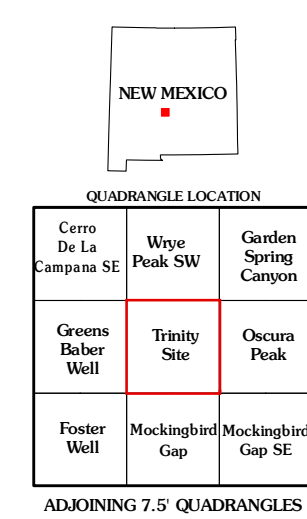 NEW MEXICO
QUADRANGLE LOCATION
Cerro
De La
Campana SE
Wrye
Peak SW
Garden
Spring
Canyon
Greens
Baber
Well
Trinity
Site
Oscura
Peak
Foster
Well
Mockingbird
Gap
Mockingbird
Gap SE
ADJOINING 7.5' QUADRANGLES